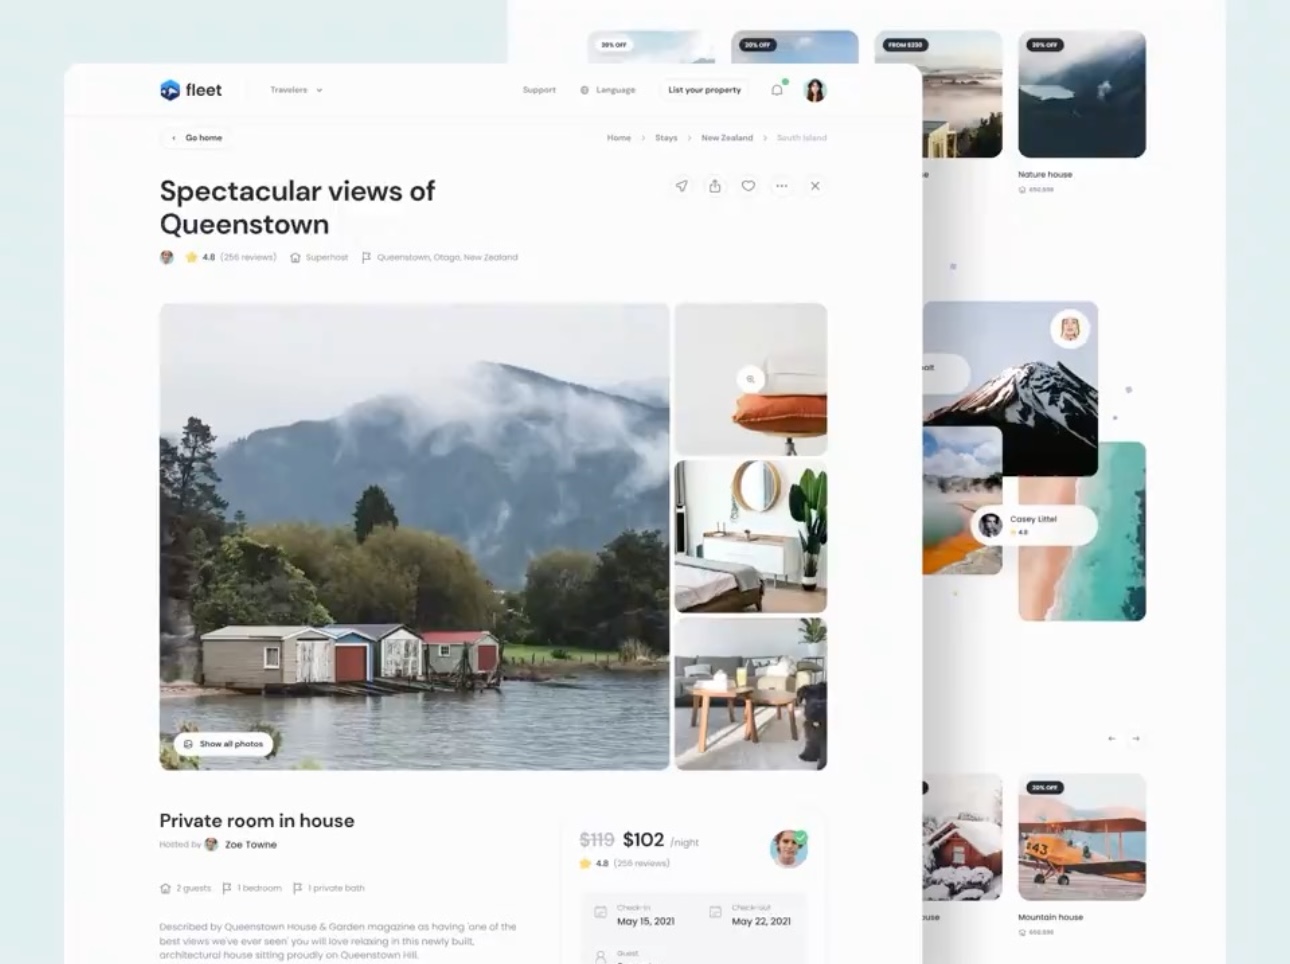 20% OFF
20% OFF
FROM $230
20% OFF
fleet
Travelers
Support
Language
List your property
Go home
Home
Stays
New Zealand
South Island
Nature house
Spectacular views of
Queenstown
4.8 (256 reviews)
Superhost
Queenstown, Otago, New Zealand
Casey Littel
4.8
Show all photos
20% OFF
Private room in house
Hosted by Zoe Towne
$119 $102 /night
4.8 (256 reviews)
2 guests
1 bedroom
1 private bath
Check-in
May 15, 2021
Check-out
May 22, 2021
Mountain house
Described by Queenstown House & Garden magazine as having 'one of the
best views we've ever seen' you will love relaxing in this newly built,
architectural house sitting proudly on Queenstown Hill.
Guest